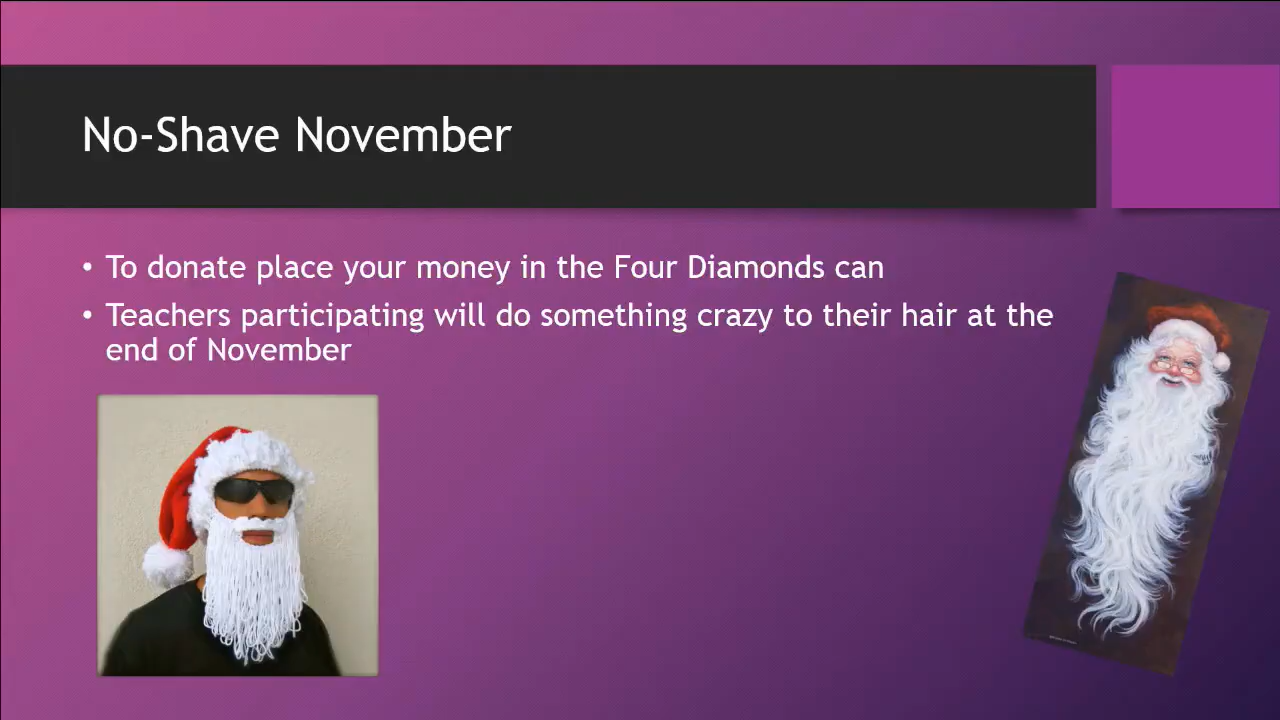 No-Shave November
• To donate place your money in the Four Diamonds can
• Teachers participating will do something crazy to their hair at the
end of November